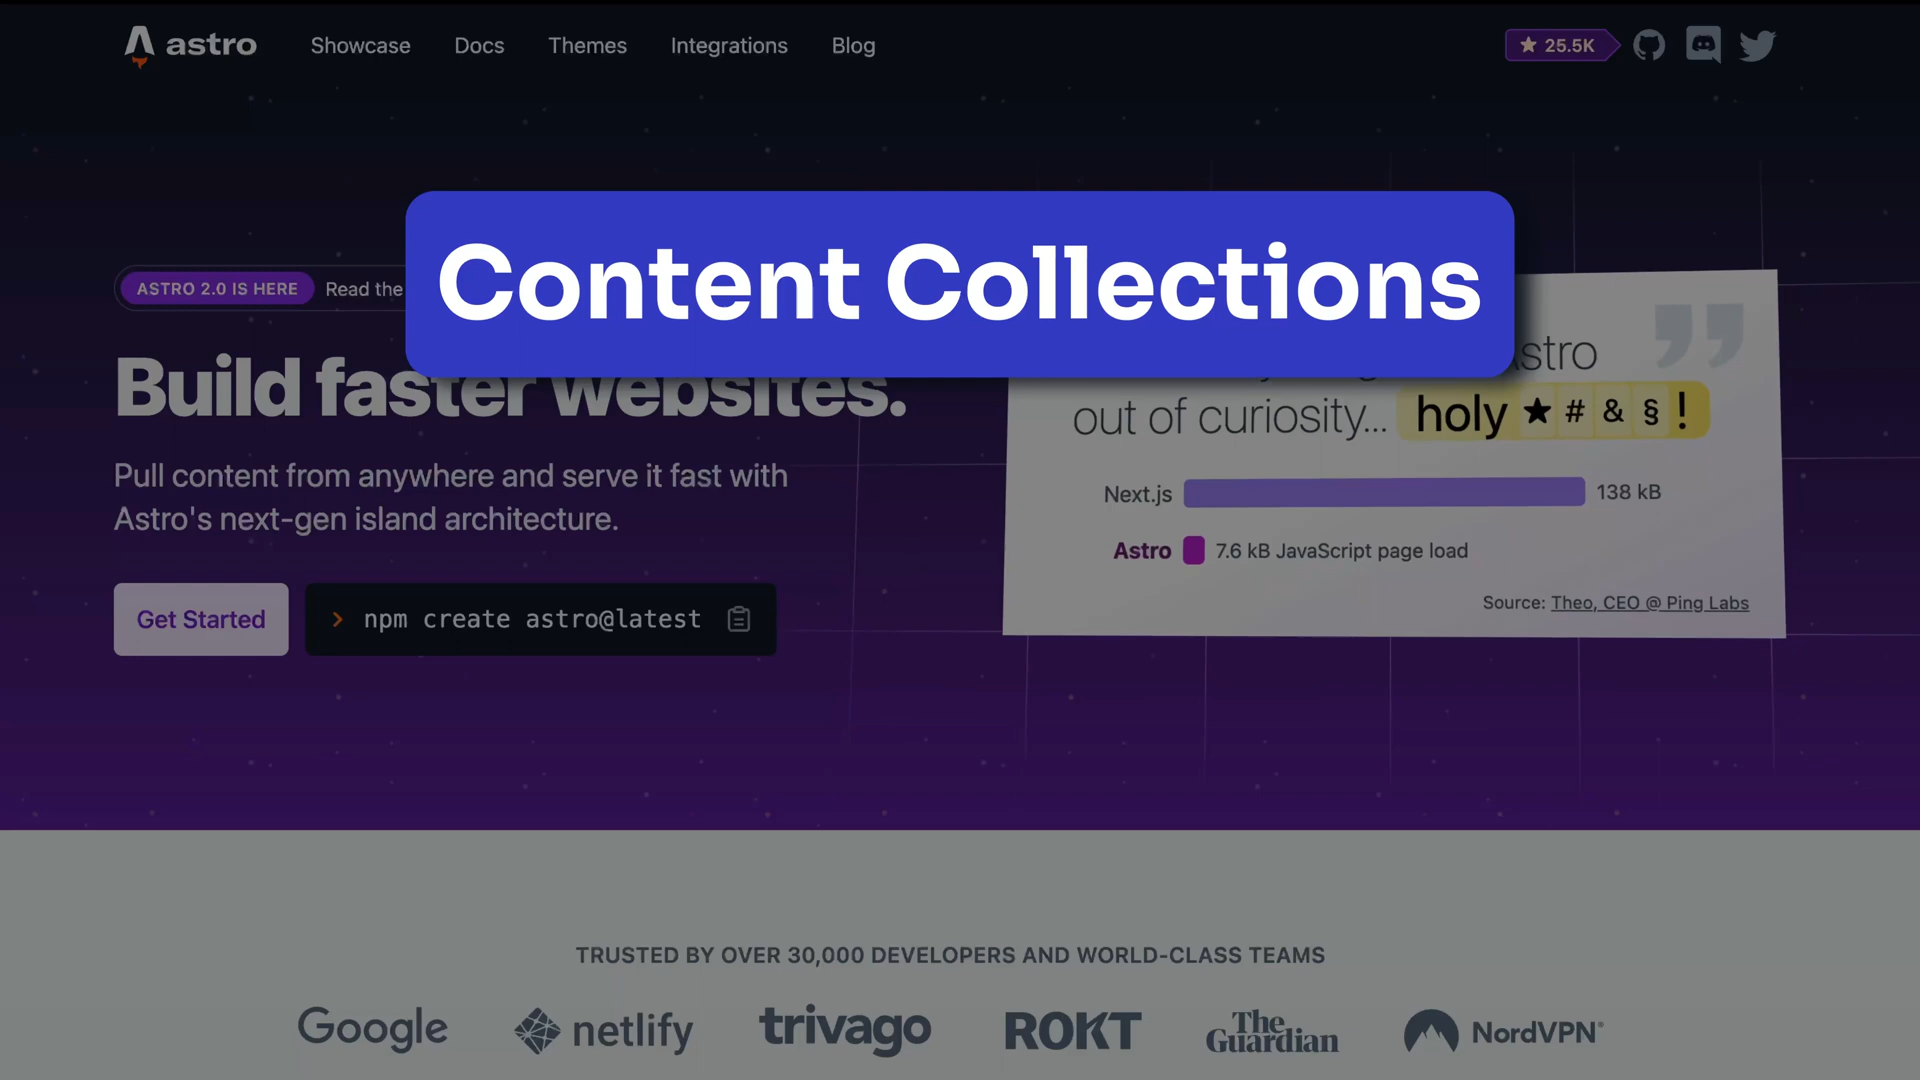 astro Showcase Docs Themes Integrations Blog ★ 25.5K
Content Collections
ASTRO 2.0 IS HERE Read the
Build faster websites.
Pull content from anywhere and serve it fast with
Astro's next-gen island architecture.
Get Started > npm create astro@latest
”
stro
out of curiosity... holy ★ # & § !
Next.js 138 kB
Astro 7.6 kB JavaScript page load
Source: Theo, CEO @ Ping Labs
TRUSTED BY OVER 30,000 DEVELOPERS AND WORLD-CLASS TEAMS
Google netlify trivago ROKT The Guardian NordVPN®